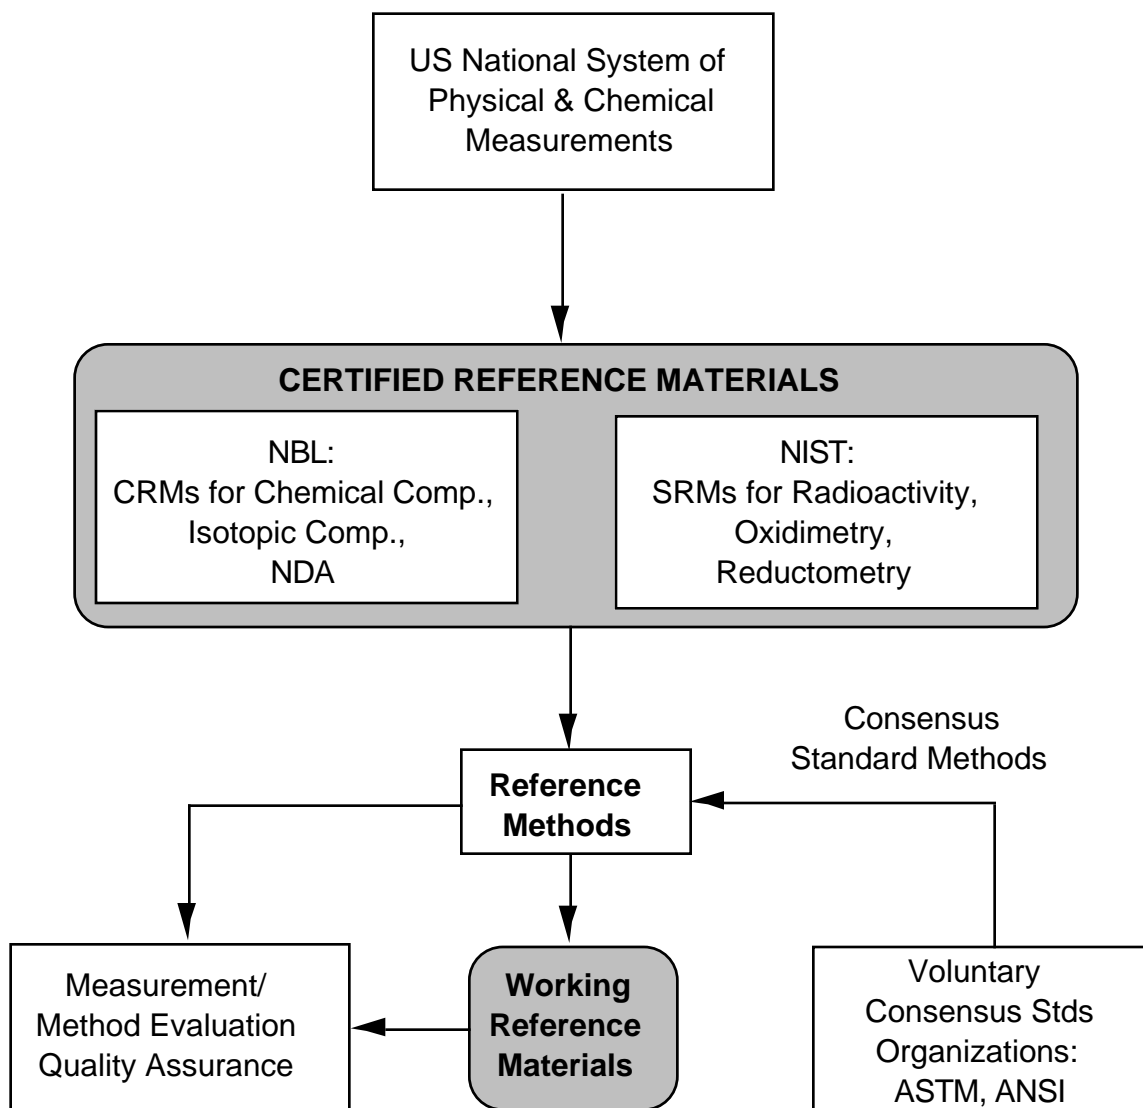 US National System of
Physical & Chemical
Measurements
CERTIFIED REFERENCE MATERIALS
NBL:
CRMs for Chemical Comp.,
Isotopic Comp.,
NDA
NIST:
SRMs for Radioactivity,
Oxidimetry,
Reductometry
Consensus
Standard Methods
Reference
Methods
Measurement/
Method Evaluation
Quality Assurance
Working
Reference
Materials
Voluntary
Consensus Stds
Organizations:
ASTM, ANSI